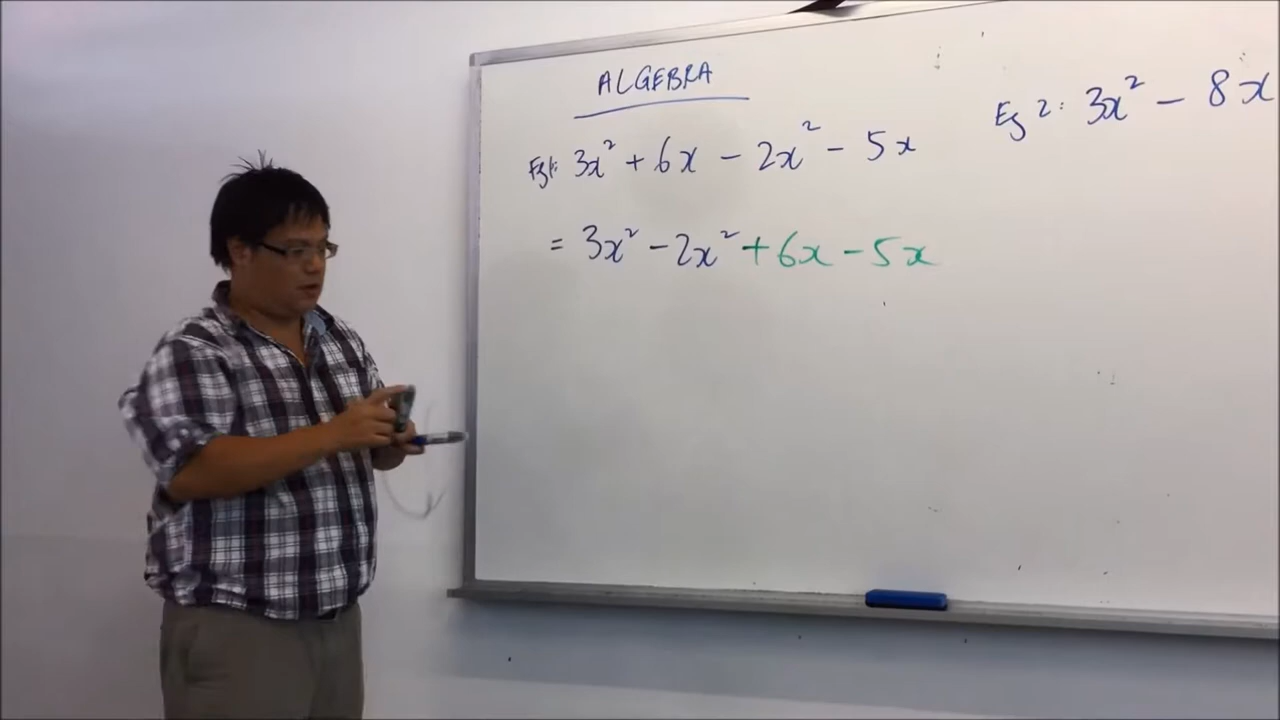 ALGEBRA
Eg1: 3x² + 6x - 2x² - 5x
= 3x² - 2x² + 6x - 5x
Eg 2: 3x² - 8x